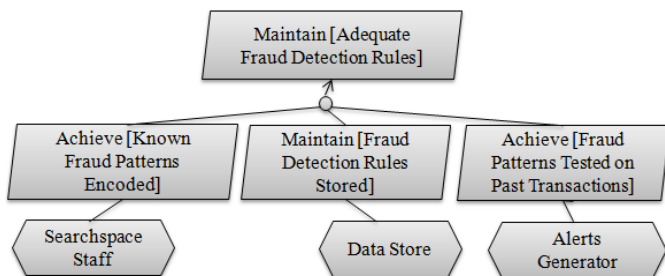 Maintain [Adequate
Fraud Detection Rules]
Achieve [Known
Fraud Patterns
Encoded]
Maintain [Fraud
Detection Rules
Stored]
Achieve [Fraud
Patterns Tested on
Past Transactions]
Searchspace
Staff
Data Store
Alerts
Generator